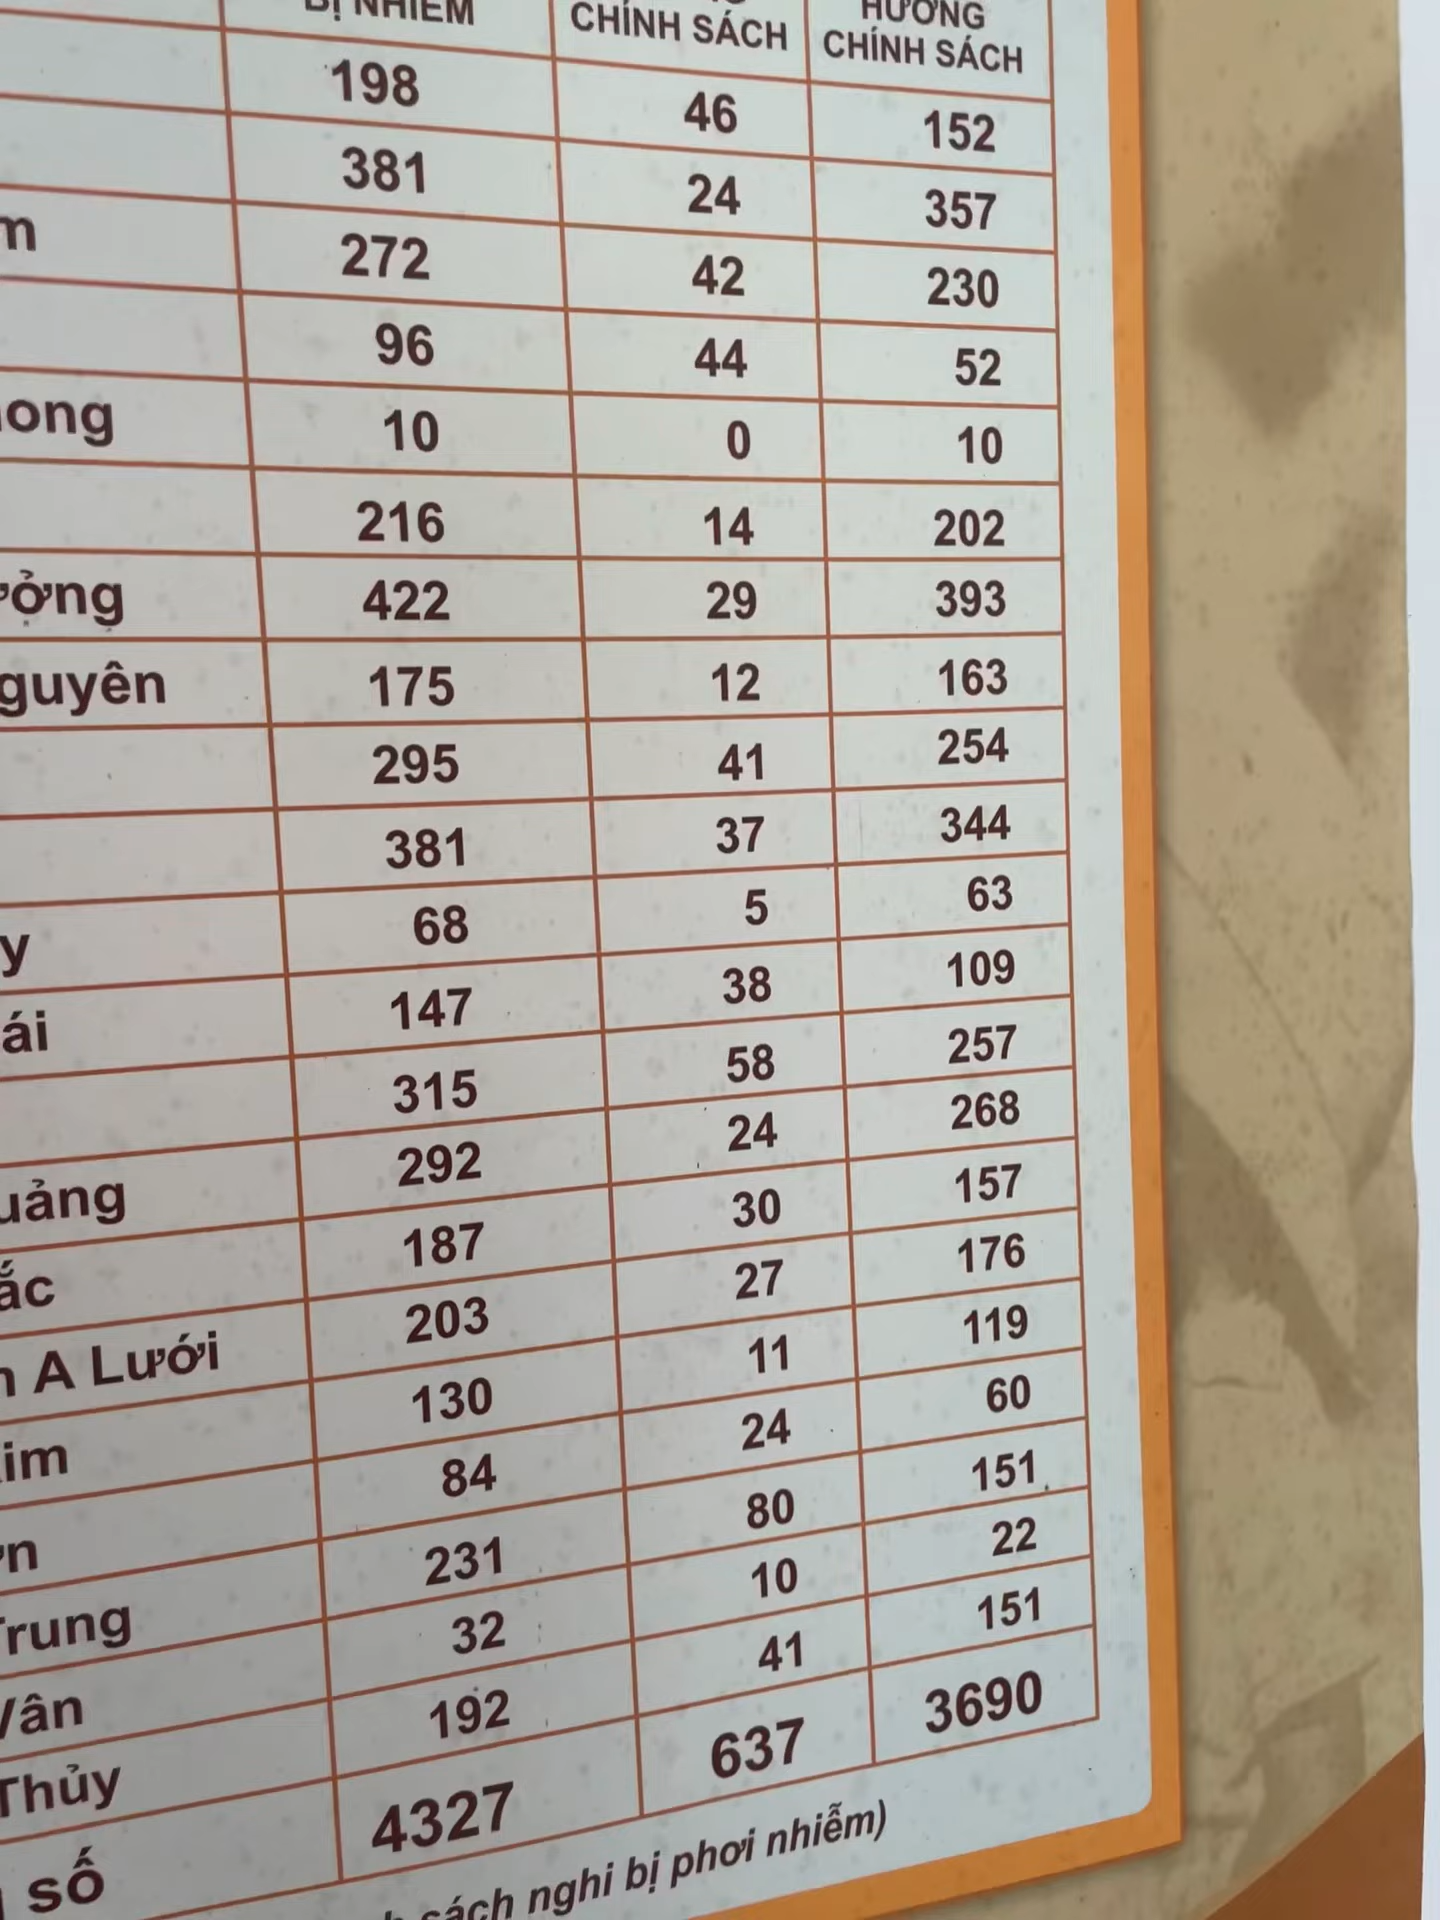 BỊ NHIỄM CHÍNH SÁCH HƯỞNG CHÍNH SÁCH
198 46 152
381 24 357
272 42 230
96 44 52
10 0 10
216 14 202
ưởng 422 29 393
guyên 175 12 163
295 41 254
381 37 344
68 5 63
147 38 109
315 58 257
uảng 292 24 268
ắc 187 30 157
A Lưới 203 27 176
im 130 11 119
84 24 60
Trung 231 80 151
Vân 32 10 22
Thủy 192 41 151
số 4327 637 3690
sách nghi bị phơi nhiễm)